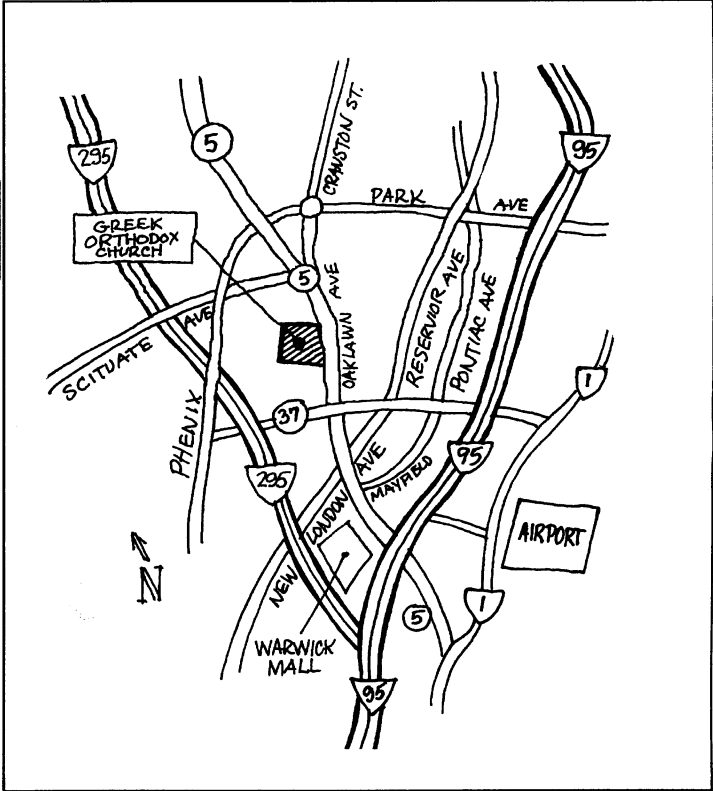 CRANSTON ST.
5
95
295
PARK AVE
GREEK
ORTHODOX
CHURCH
5
AVE
OAKLAWN
RESERVIOR AVE
PONTIAC AVE
SCITUATE AVE
1
PHENIX
37
95
295
AVE
MAYFIELD
LONDON
NEW
AIRPORT
N
1
5
WARWICK
MALL
95